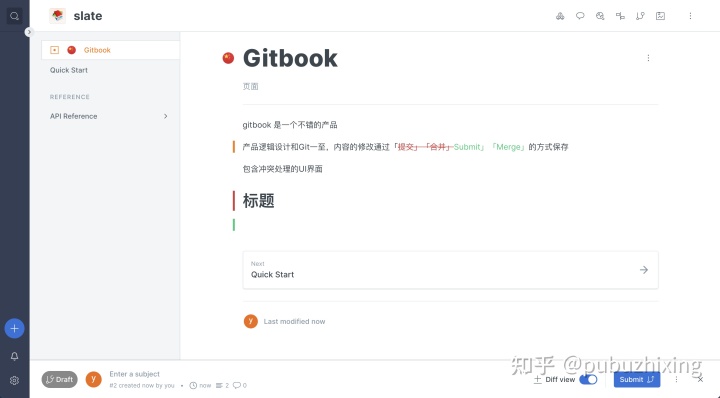 slate
Gitbook
Quick Start
REFERENCE
API Reference
Gitbook
页面
gitbook 是一个不错的产品
产品逻辑设计和Git一至，内容的修改通过「提交」「合并」Submit」「Merge」的方式保存
包含冲突处理的UI界面
标题
Next
Quick Start
y Last modified now
Draft
y
Enter a subject
#2 created now by you • now 2 0
Diff view
Submit
知乎 @pubuzhixing